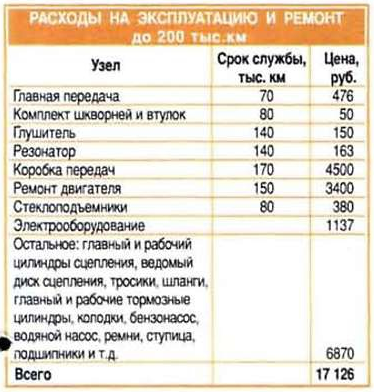 РАСХОДЫ НА ЭКСПЛУАТАЦИЮ И РЕМОНТ
до 200 тыс.км
Узел Срок службы, тыс. км Цена, руб.
Главная передача 70 476
Комплект шкворней и втулок 80 50
Глушитель 140 150
Резонатор 140 163
Коробка передач 170 4500
Ремонт двигателя 150 3400
Стеклоподъемники 80 380
Электрооборудование 1137
Остальное: главный и рабочий
цилиндры сцепления, ведомый
диск сцепления, тросики, шланги,
главный и рабочие тормозные
цилиндры, колодки, бензонасос,
водяной насос, ремни, ступица,
подшипники и т.д. 6870
Всего 17 126